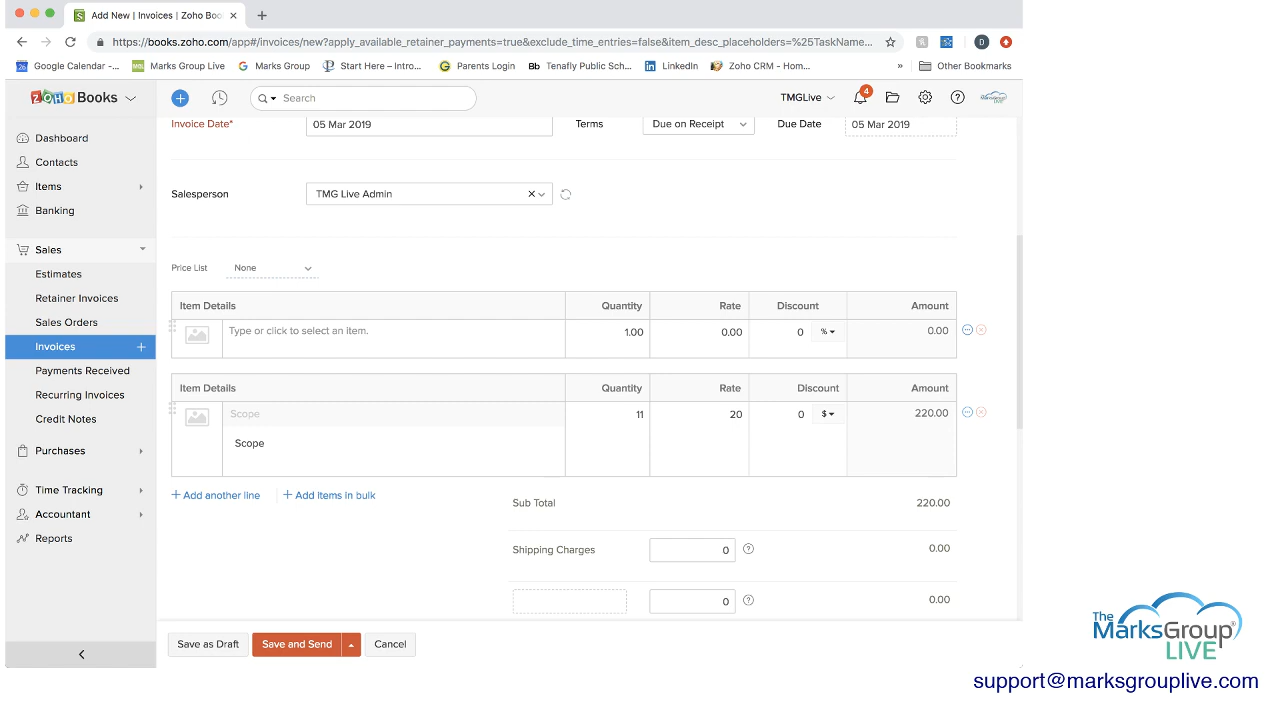 Add New | Invoices | Zoho Boo
https://books.zoho.com/app#/invoices/new?apply_available_retainer_payments=true&exclude_time_entries=false&item_desc_placeholders=%25TaskName...
D
26 Google Calendar -...
Marks Group Live
G Marks Group
Start Here – Intro...
Parents Login
Bb Tenafly Public Sch...
in LinkedIn
Zoho CRM - Hom...
»
Other Bookmarks
ZOHO Books
Search
TMGLive
4
Dashboard
Contacts
Items
Banking
Sales
Estimates
Retainer Invoices
Sales Orders
Invoices +
Payments Received
Recurring Invoices
Credit Notes
Purchases
Time Tracking
Accountant
Reports
Invoice Date* 05 Mar 2019 Terms Due on Receipt Due Date 05 Mar 2019
Salesperson TMG Live Admin
Price List None
Item Details Quantity Rate Discount Amount
Type or click to select an item. 1.00 0.00 0 % 0.00
Item Details Quantity Rate Discount Amount
Scope 11 20 0 $ 220.00
Scope
+ Add another line + Add items in bulk
Sub Total 220.00
Shipping Charges 0 ? 0.00
0 ? 0.00
Save as Draft Save and Send Cancel
The
MarksGroup®
LIVE
support@marksgrouplive.com